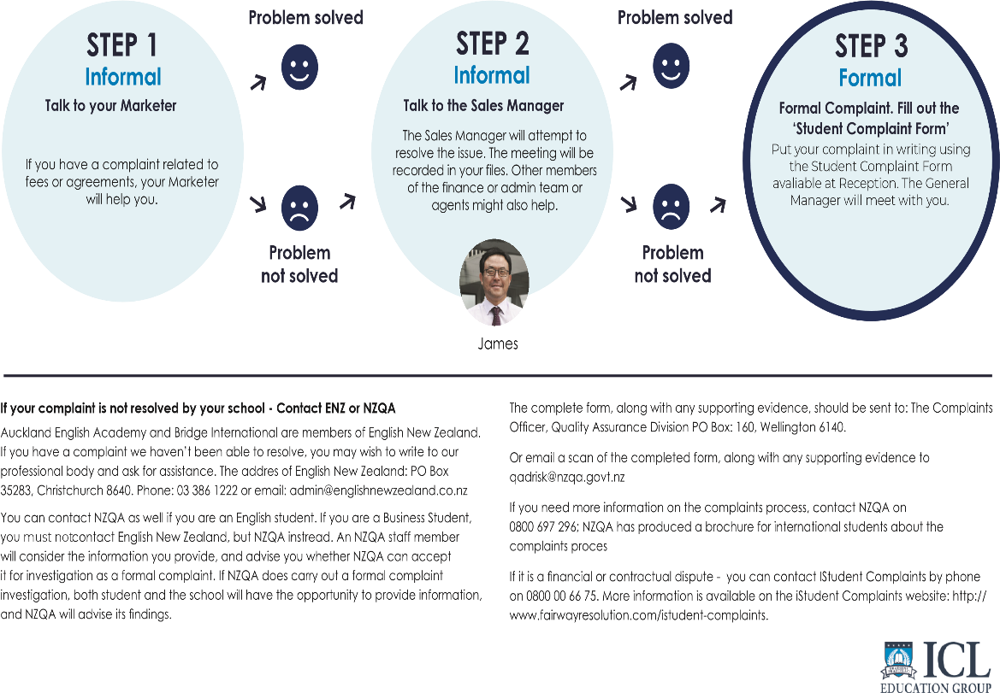 STEP 1
Informal
Talk to your Marketer
If you have a complaint related to
fees or agreements, your Marketer
will help you.
Problem solved
Problem
not solved
STEP 2
Informal
Talk to the Sales Manager
The Sales Manager will attempt to
resolve the issue. The meeting will be
recorded in your files. Other members
of the finance or admin team or
agents might also help.
James
Problem solved
Problem
not solved
STEP 3
Formal
Formal Complaint. Fill out the
‘Student Complaint Form’
Put your complaint in writing using
the Student Complaint Form
avaliable at Reception. The General
Manager will meet with you.
If your complaint is not resolved by your school - Contact ENZ or NZQA
Auckland English Academy and Bridge International are members of English New Zealand.
If you have a complaint we haven’t been able to resolve, you may wish to write to our
professional body and ask for assistance. The addres of English New Zealand: PO Box
35283, Christchurch 8640. Phone: 03 386 1222 or email: admin@englishnewzealand.co.nz
You can contact NZQA as well if you are an English student. If you are a Business Student,
you must notcontact English New Zealand, but NZQA instread. An NZQA staff member
will consider the information you provide, and advise you whether NZQA can accept
it for investigation as a formal complaint. If NZQA does carry out a formal complaint
investigation, both student and the school will have the opportunity to provide information,
and NZQA will advise its findings.
The complete form, along with any supporting evidence, should be sent to: The Complaints
Officer, Quality Assurance Division PO Box: 160, Wellington 6140.
Or email a scan of the completed form, along with any supporting evidence to
qadrisk@nzqa.govt.nz
If you need more information on the complaints process, contact NZQA on
0800 697 296; NZQA has produced a brochure for international students about the
complaints proces
If it is a financial or contractual dispute - you can contact IStudent Complaints by phone
on 0800 00 66 75. More information is available on the iStudent Complaints website: http://
www.fairwayresolution.com/istudent-complaints.
ICL
EDUCATION GROUP